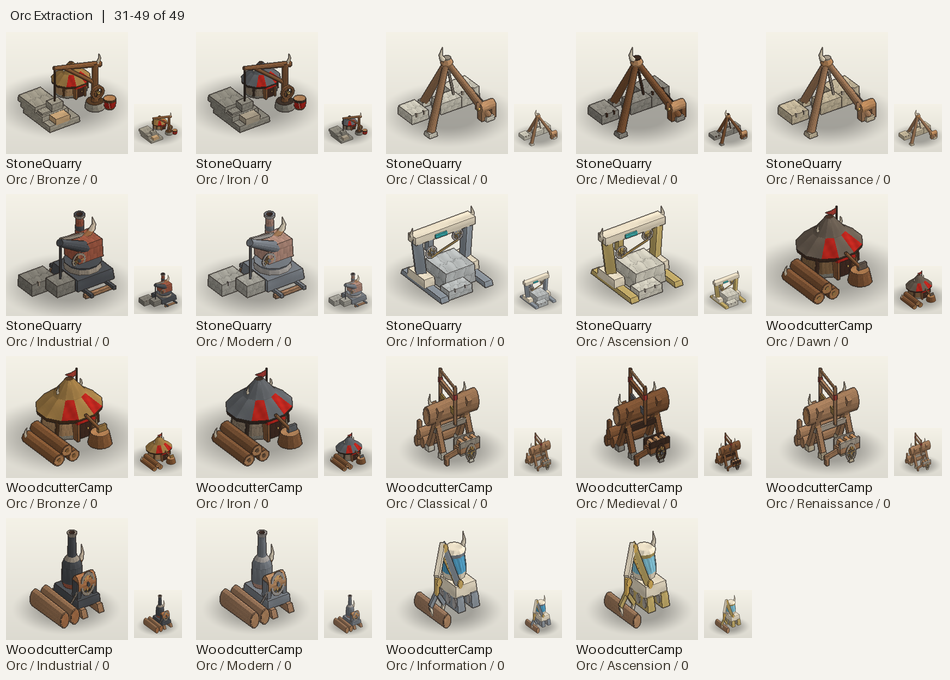 Orc Extraction | 31-49 of 49
StoneQuarry
Orc / Bronze / 0
StoneQuarry
Orc / Iron / 0
StoneQuarry
Orc / Classical / 0
StoneQuarry
Orc / Medieval / 0
StoneQuarry
Orc / Renaissance / 0
StoneQuarry
Orc / Industrial / 0
StoneQuarry
Orc / Modern / 0
StoneQuarry
Orc / Information / 0
StoneQuarry
Orc / Ascension / 0
WoodcutterCamp
Orc / Dawn / 0
WoodcutterCamp
Orc / Bronze / 0
WoodcutterCamp
Orc / Iron / 0
WoodcutterCamp
Orc / Classical / 0
WoodcutterCamp
Orc / Medieval / 0
WoodcutterCamp
Orc / Renaissance / 0
WoodcutterCamp
Orc / Industrial / 0
WoodcutterCamp
Orc / Modern / 0
WoodcutterCamp
Orc / Information / 0
WoodcutterCamp
Orc / Ascension / 0